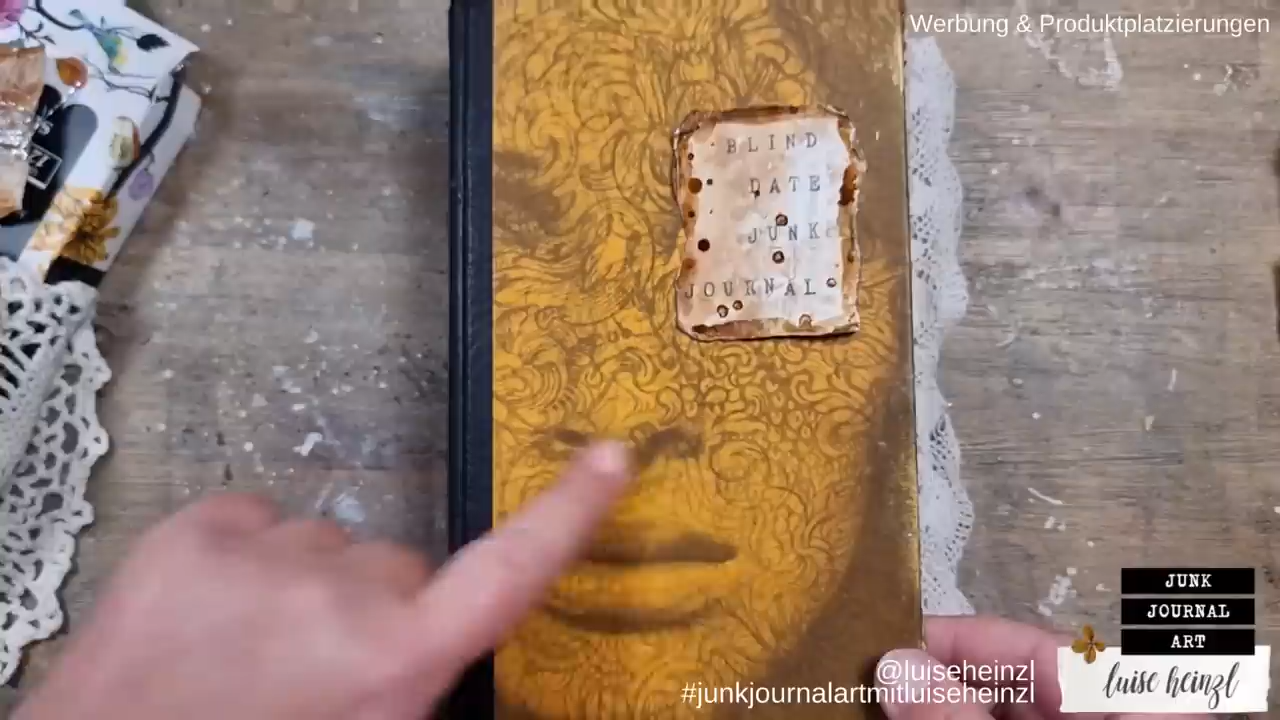 Werbung & Produktplatzierungen
BLIND
DATE
JUNK
JOURNAL
JUNK
JOURNAL
ART
luise heinzl
@luiseheinzl
#junkjournalartmitluiseheinzl